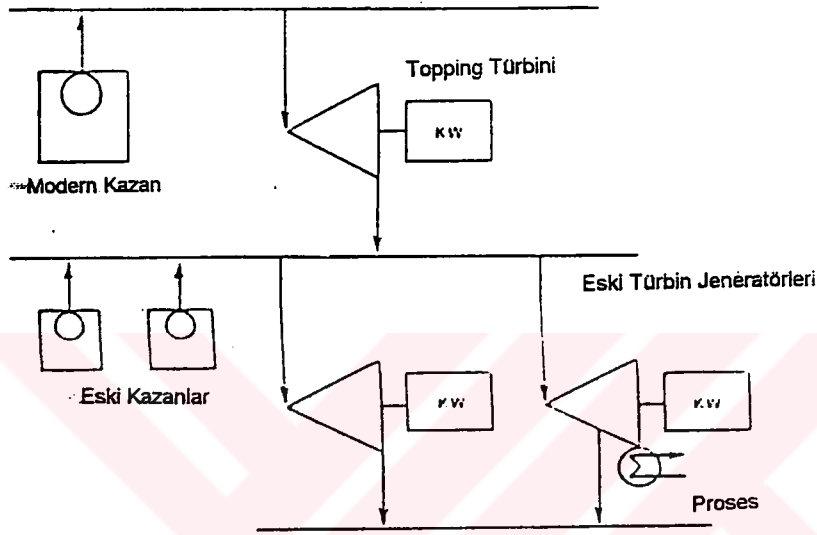 Topping Türbini
KW
Modern Kazan
Eski Türbin Jeneratörleri
Eski Kazanlar
KW
KW
Proses